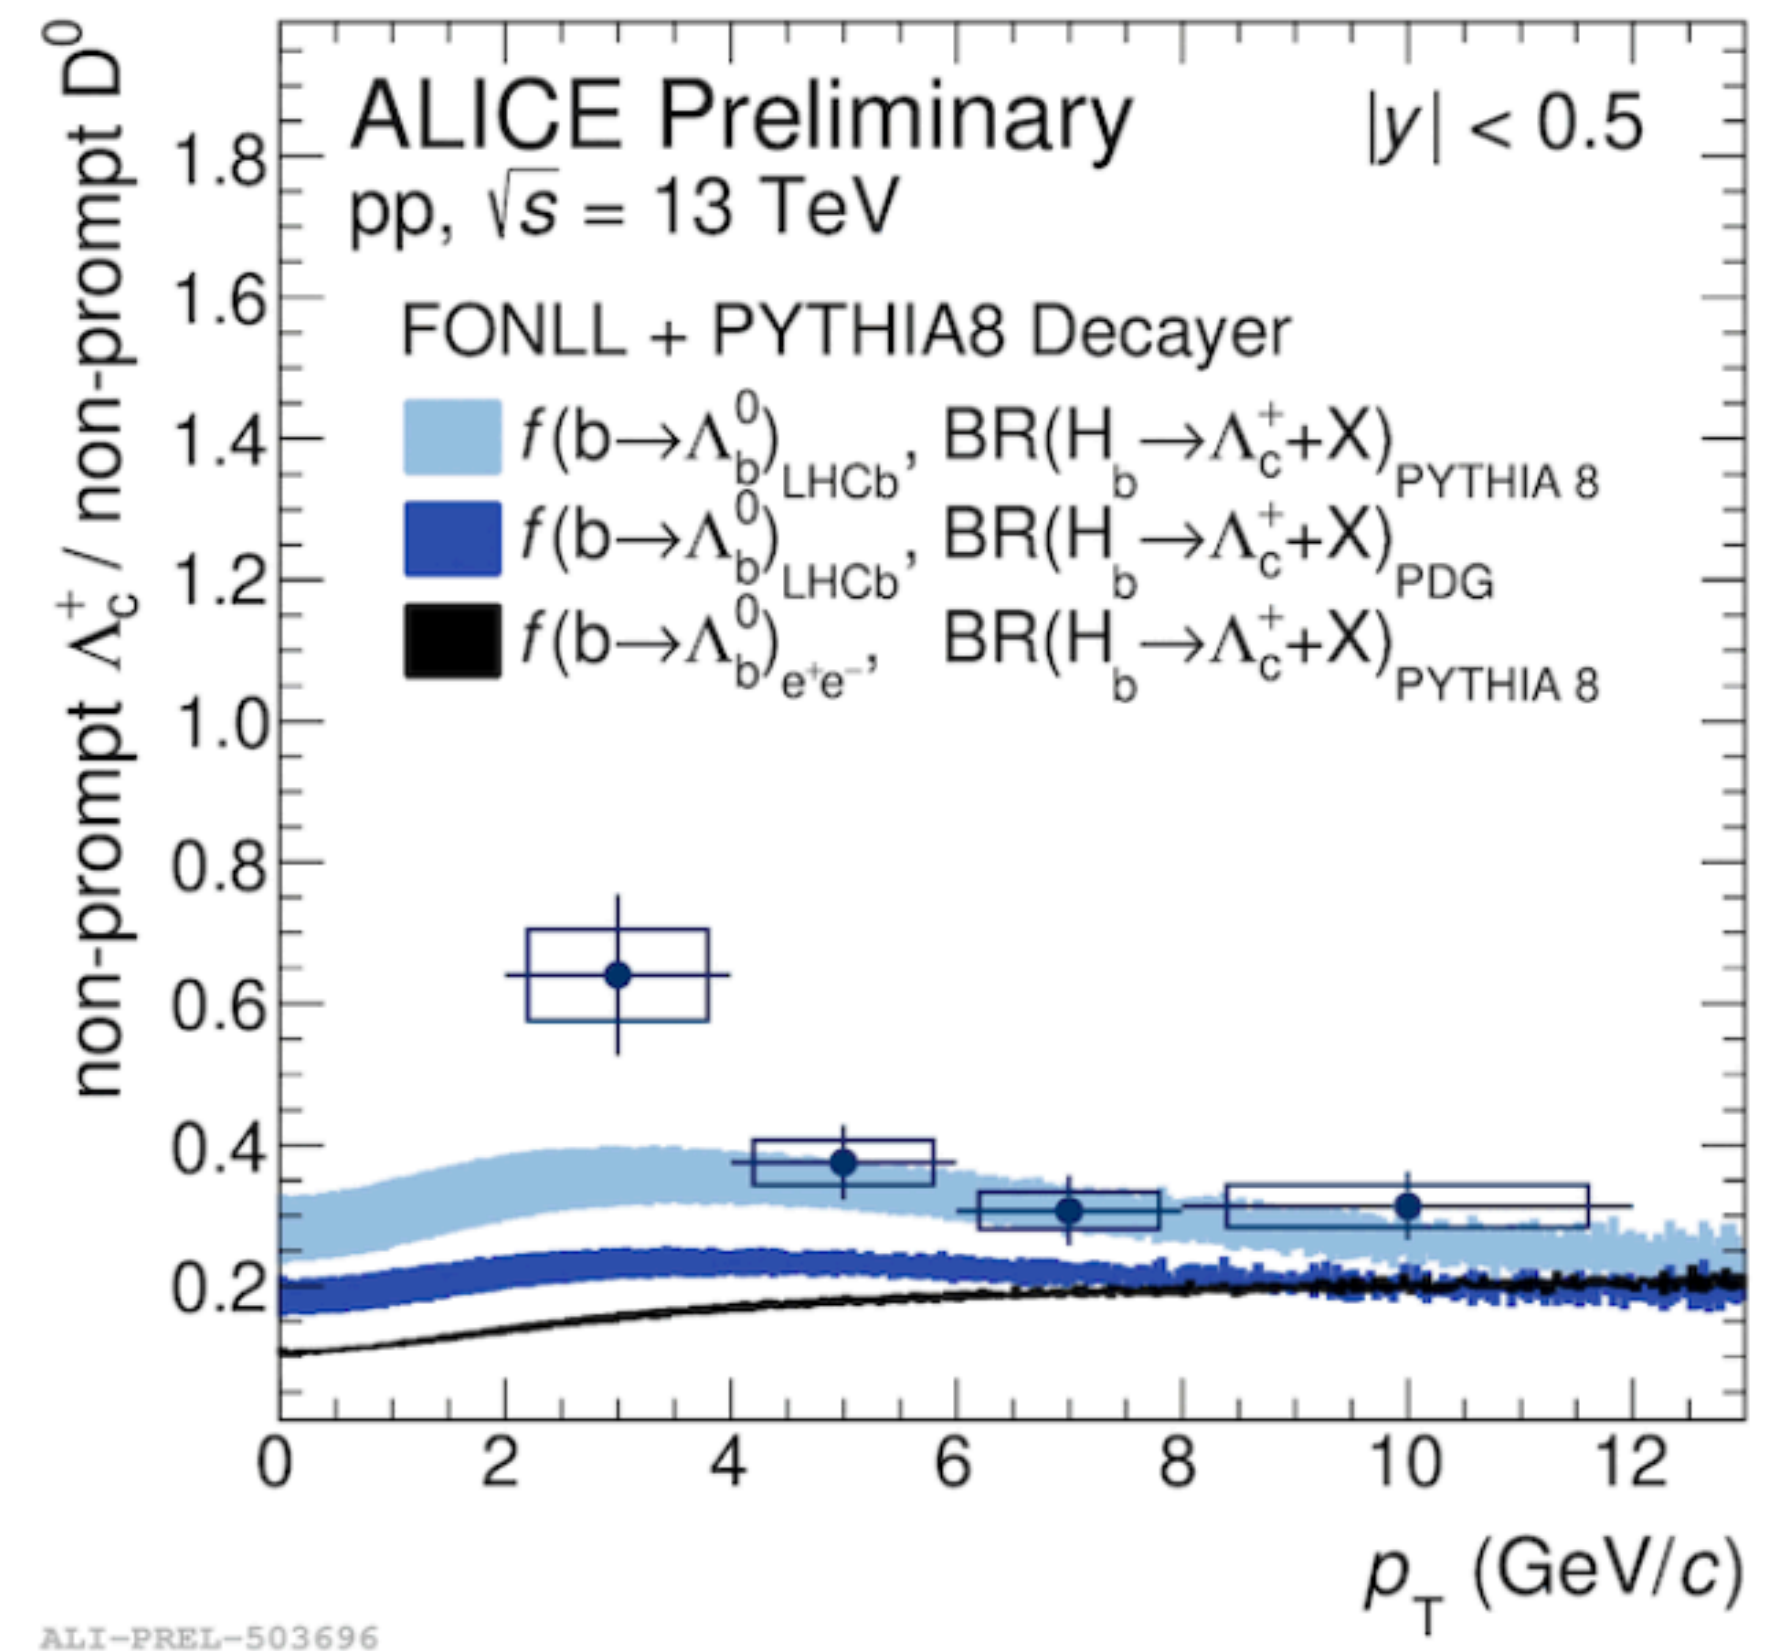 non-prompt Λc+ / non-prompt D0
ALICE Preliminary
|y| < 0.5
pp, √s = 13 TeV
FONLL + PYTHIA8 Decayer
f(b→Λb0)LHCb, BR(Hb→Λc++X)PYTHIA 8
f(b→Λb0)LHCb, BR(Hb→Λc++X)PDG
f(b→Λb0)e+e−, BR(Hb→Λc++X)PYTHIA 8
1.8
1.6
1.4
1.2
1.0
0.8
0.6
0.4
0.2
0 2 4 6 8 10 12
pT (GeV/c)
ALI−PREL−503696